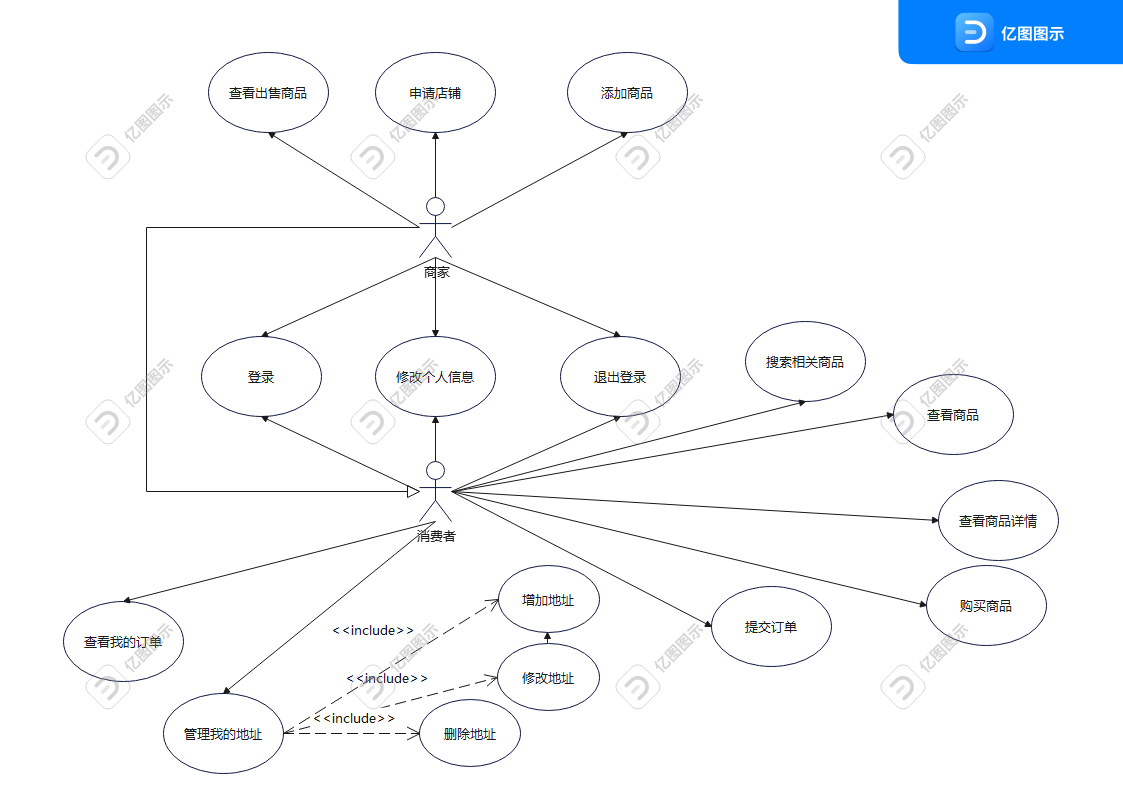 亿图图示
查看出售商品
申请店铺
添加商品
亿图图示
亿图图示
亿图图示
亿图图示
商家
登录
修改个人信息
退出登录
搜索相关商品
查看商品
亿图图示
亿图图示
亿图图示
亿图图示
消费者
查看商品详情
增加地址
购买商品
<<include>>
提交订单
查看我的订单
<<include>>
修改地址
亿图图示
亿图图示
亿图图示
亿图图示
<<include>>
管理我的地址
删除地址